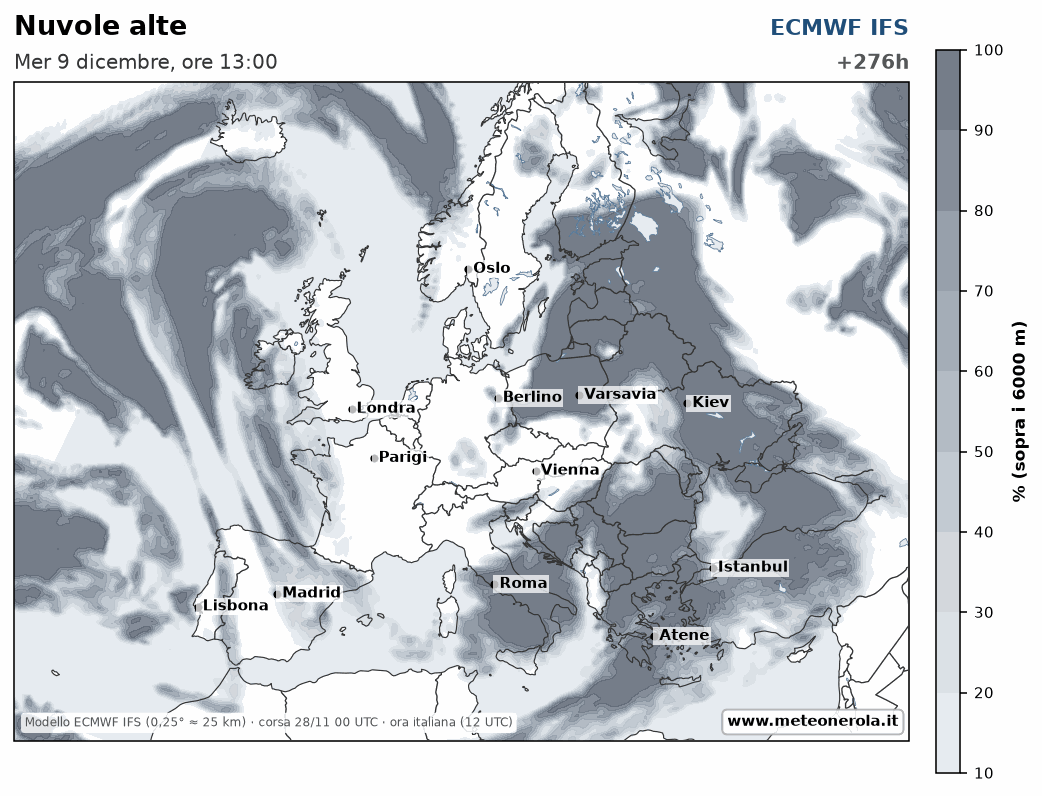 Nuvole alte
ECMWF IFS
Mer 9 dicembre, ore 13:00
+276h
Oslo
Berlino
Varsavia
Kiev
Londra
Parigi
Vienna
Istanbul
Roma
Madrid
Lisbona
Atene
Modello ECMWF IFS (0,25° ≈ 25 km) · corsa 28/11 00 UTC · ora italiana (12 UTC)
www.meteonerola.it
100
90
80
70
60
50
40
30
20
10
% (sopra i 6000 m)